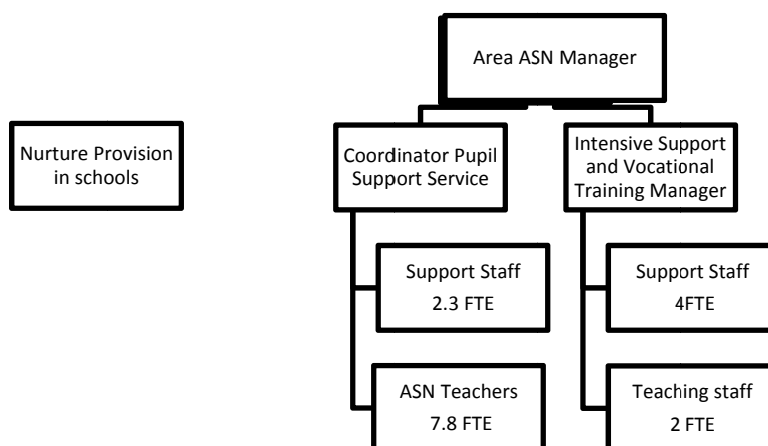 Area ASN Manager
Nurture Provision
in schools
Coordinator Pupil
Support Service
Intensive Support
and Vocational
Training Manager
Support Staff
2.3 FTE
Support Staff
4FTE
ASN Teachers
7.8 FTE
Teaching staff
2 FTE